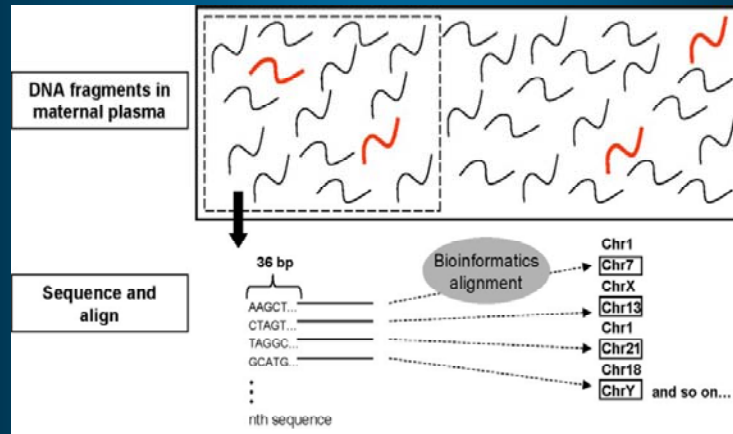 DNA fragments in
maternal plasma
36 bp
Bioinformatics
alignment
Sequence and
align
AAGCT...
CTAGT...
TAGGC...
GCATG...
nth sequence
Chr1
Chr7
ChrX
Chr13
Chr1
Chr21
Chr18
ChrY and so on...